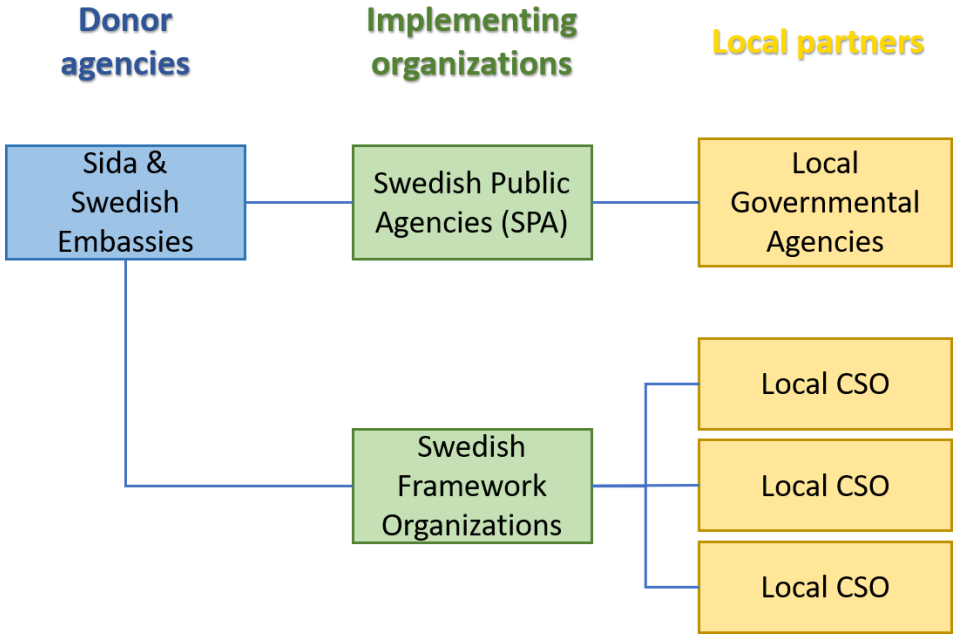 Donor
agencies
Implementing
organizations
Local partners
Sida &
Swedish
Embassies
Swedish Public
Agencies (SPA)
Local
Governmental
Agencies
Swedish
Framework
Organizations
Local CSO
Local CSO
Local CSO